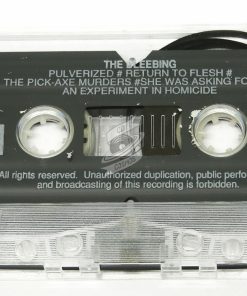 THE BLEEBING
PULVERIZED # RETURN TO FLESH #
THE PICK-AXE MURDERS #SHE WAS ASKING FO
AN EXPERIMENT IN HOMICIDE
All rights reserved. Unauthorized duplication, public perfor
and broadcasting of this recording is forbidden.